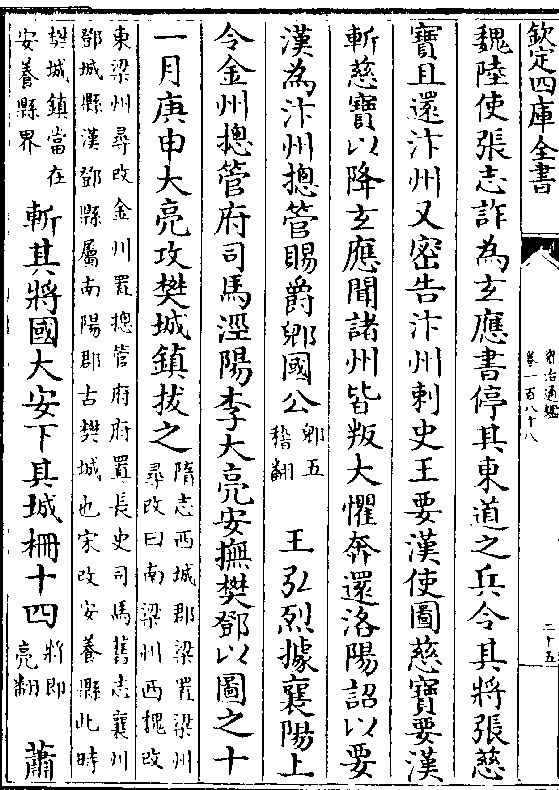 欽定四庫全書
資治通鑑
卷一百八十八
二十五
魏陸使張志詐為𤣥應書停其東道之兵令其將張慈
寶且還汴州又密告汴州刺史王要漢使圖慈寶要漢
斬慈寶以降𤣥應聞諸州皆叛大懼奔還洛陽詔以要
漢為汴州摠管賜爵郳國公郳五稽翻王弘烈據襄陽上
令金州摠管府司馬涇陽李大亮安撫樊鄧以圖之十
一月庚申大亮攻樊城鎮拔之隋志西城郡梁置梁州尋改曰南梁州西魏改
東梁州尋改金州置總管府府置長史司馬舊志襄州鄧城縣漢鄧縣屬南陽郡古樊城也宋改安養縣此時
樊城鎮當在安養縣界斬其將國大安下其城柵十四將即亮翻蕭